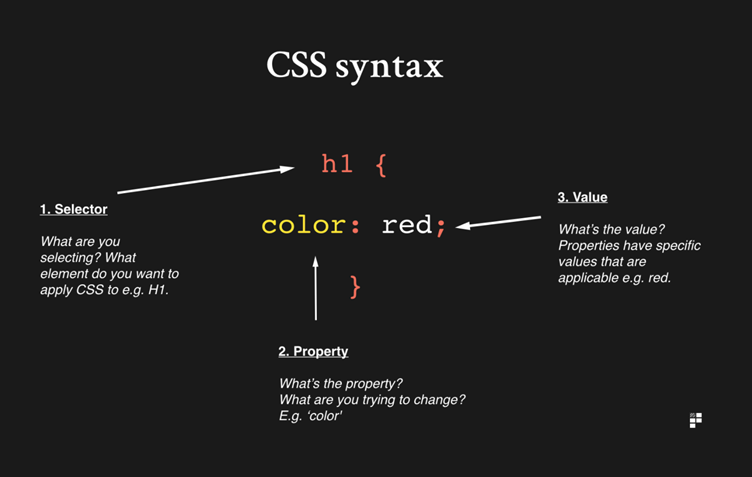 CSS syntax
h1 {
color: red;
}
1. Selector
What are you
selecting? What
element do you want to
apply CSS to e.g. H1.
2. Property
What's the property?
What are you trying to change?
E.g. ‘color'
3. Value
What's the value?
Properties have specific
values that are
applicable e.g. red.